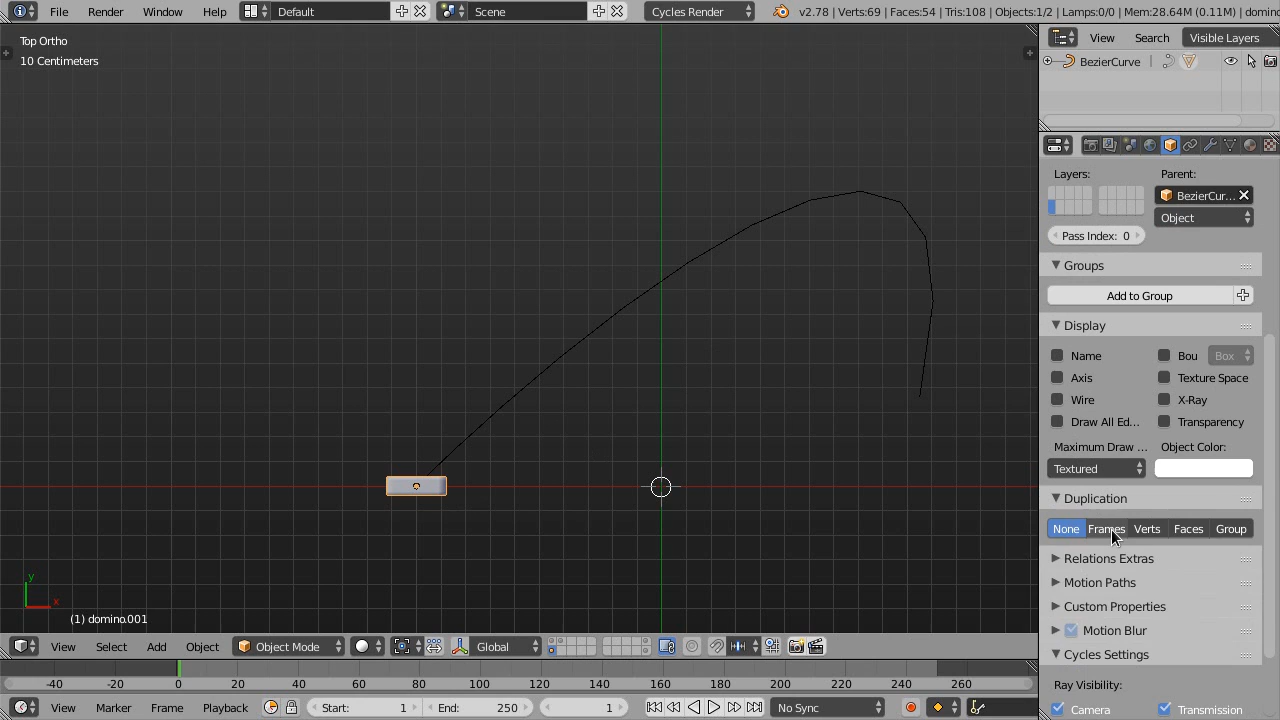 File Render Window Help Default Scene Cycles Render v2.78 | Verts:69 | Faces:54 | Tris:108 | Objects:1/2 | Lamps:0/0 | Mem:28.64M (0.11M) | domino
Top Ortho
10 Centimeters
View Search Visible Layers
BezierCurve
Layers: Parent:
BezierCur...
Object
Pass Index: 0
Groups
Add to Group
Display
Name Bou Box
Axis Texture Space
Wire X-Ray
Draw All Ed... Transparency
Maximum Draw ... Object Color:
Textured
Duplication
None Frames Verts Faces Group
Relations Extras
Motion Paths
Custom Properties
Motion Blur
Cycles Settings
Ray Visibility:
Camera Transmission
y
x
(1) domino.001
View Select Add Object Object Mode Global
-40 -20 0 20 40 60 80 100 120 140 160 180 200 220 240 260
View Marker Frame Playback Start: 1 End: 250 1 No Sync